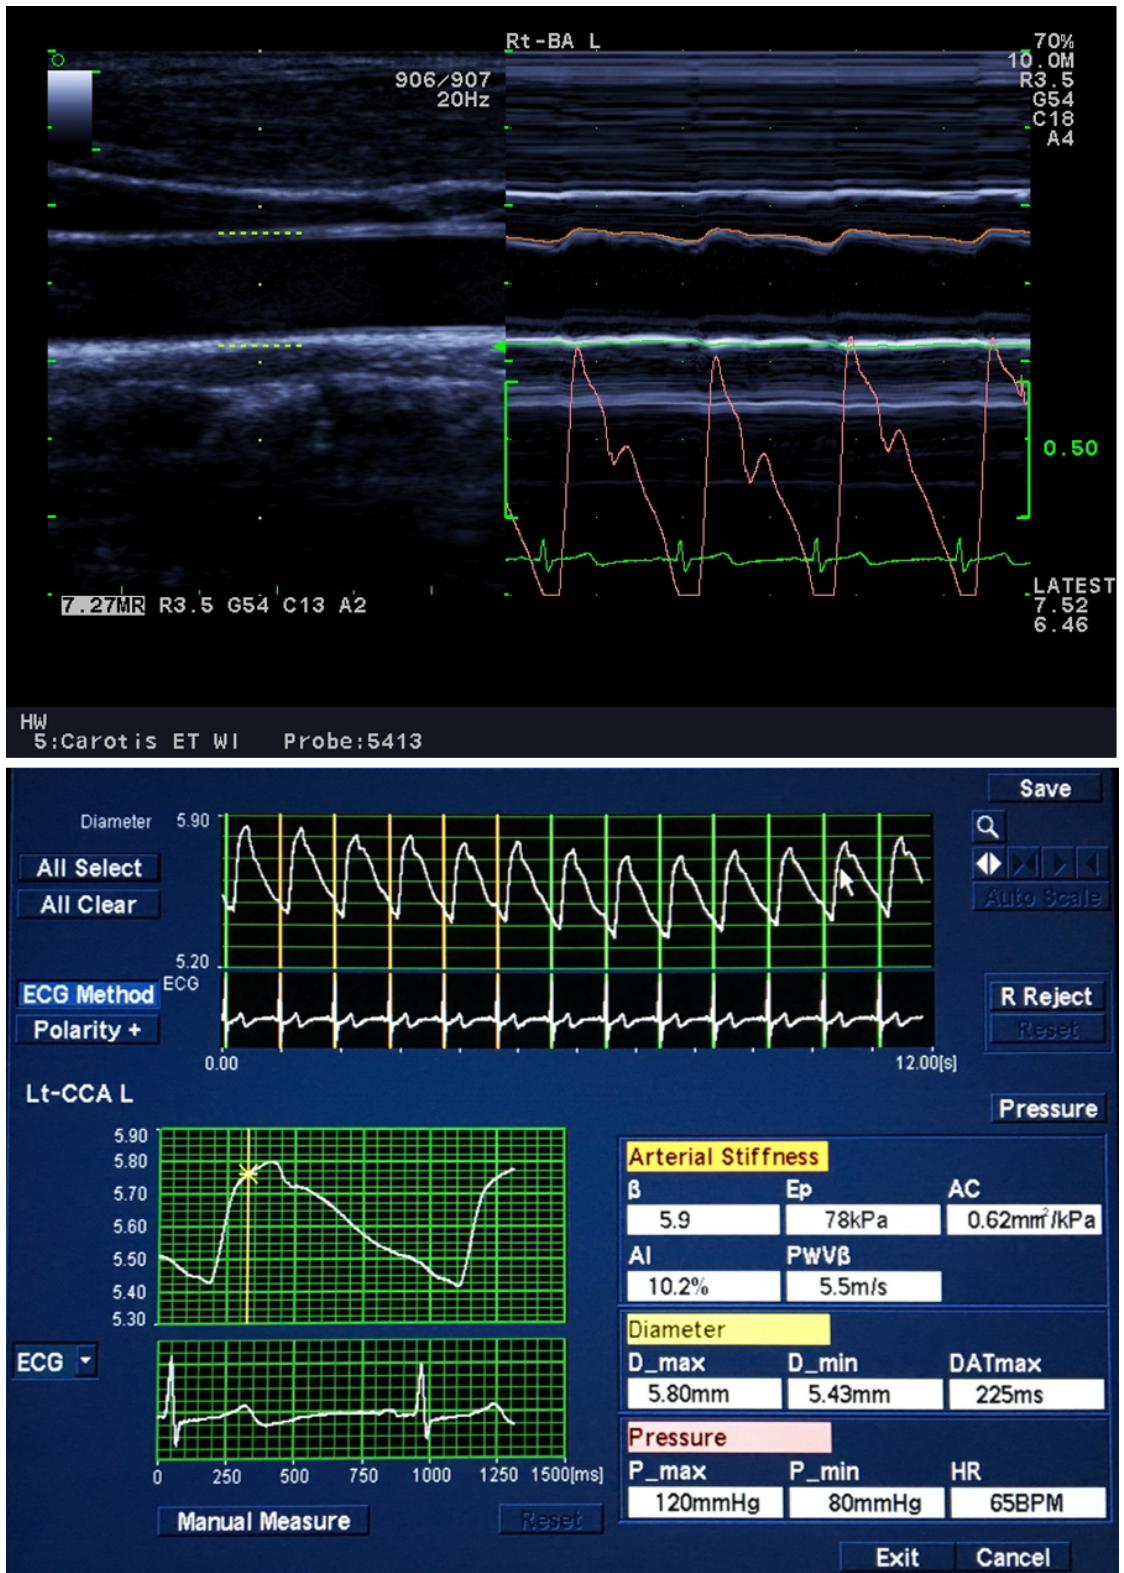 Rt-BA L
70%
10.0M
R3.5
G54
C18
A4
906/907
20Hz
0.50
LATEST
7.52
6.46
7.27MR R3.5 G54 C13 A2
HW
5:Carotis ET WI Probe:5413
Save
Diameter 5.90
All Select
All Clear
Auto Scale
5.20
ECG
ECG Method
R Reject
Polarity +
Reset
0.00 12.00[s]
Lt-CCA L
Pressure
5.90
5.80
5.70
5.60
5.50
5.40
5.30
Arterial Stiffness
β Ep AC
5.9 78kPa 0.62mm²/kPa
AI PWVβ
10.2% 5.5m/s
Diameter
D_max D_min DATmax
5.80mm 5.43mm 225ms
ECG
Pressure
P_max P_min HR
120mmHg 80mmHg 65BPM
0 250 500 750 1000 1250 1500[ms]
Manual Measure Reset
Exit Cancel